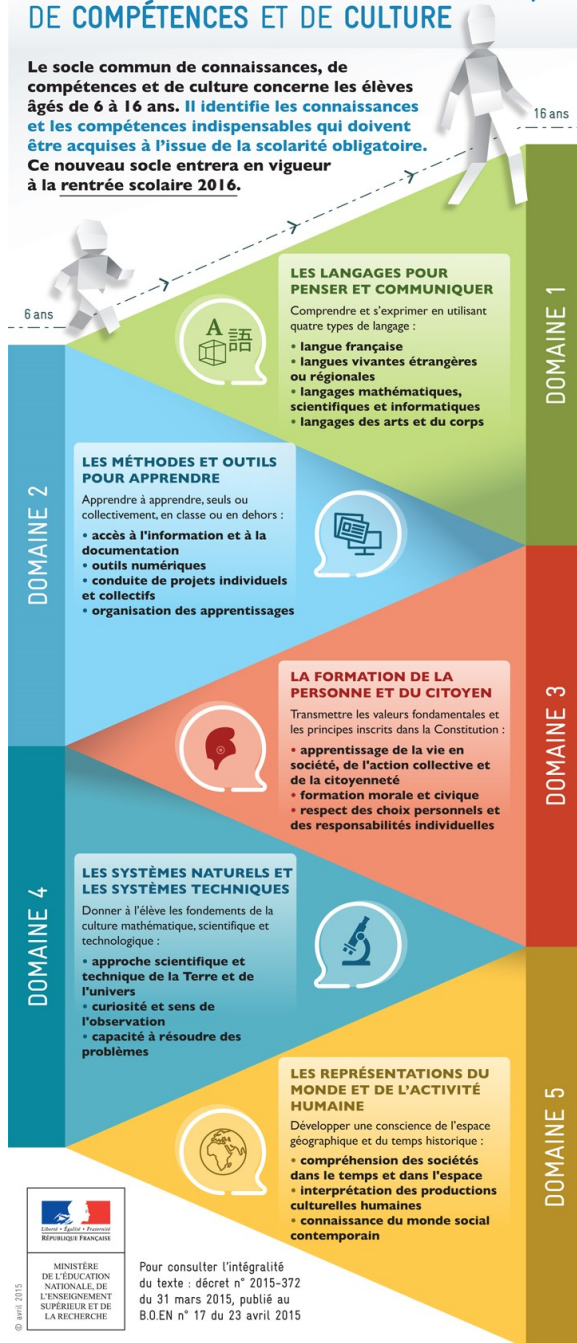 DE COMPÉTENCES ET DE CULTURE
Le socle commun de connaissances, de
compétences et de culture concerne les élèves
âgés de 6 à 16 ans. Il identifie les connaissances
et les compétences indispensables qui doivent
être acquises à l'issue de la scolarité obligatoire.
Ce nouveau socle entrera en vigueur
à la rentrée scolaire 2016.
16 ans
6 ans
DOMAINE 1
LES LANGAGES POUR
PENSER ET COMMUNIQUER
Comprendre et s'exprimer en utilisant
quatre types de langage :
• langue française
• langues vivantes étrangères
ou régionales
• langages mathématiques,
scientifiques et informatiques
• langages des arts et du corps
A 語
DOMAINE 2
LES MÉTHODES ET OUTILS
POUR APPRENDRE
Apprendre à apprendre, seuls ou
collectivement, en classe ou en dehors :
• accès à l'information et à la
documentation
• outils numériques
• conduite de projets individuels
et collectifs
• organisation des apprentissages
DOMAINE 3
LA FORMATION DE LA
PERSONNE ET DU CITOYEN
Transmettre les valeurs fondamentales et
les principes inscrits dans la Constitution :
• apprentissage de la vie en
société, de l'action collective et
de la citoyenneté
• formation morale et civique
• respect des choix personnels et
des responsabilités individuelles
DOMAINE 4
LES SYSTÈMES NATURELS ET
LES SYSTÈMES TECHNIQUES
Donner à l'élève les fondements de la
culture mathématique, scientifique et
technologique :
• approche scientifique et
technique de la Terre et de
l'univers
• curiosité et sens de
l'observation
• capacité à résoudre des
problèmes
DOMAINE 5
LES REPRÉSENTATIONS DU
MONDE ET DE L'ACTIVITÉ
HUMAINE
Développer une conscience de l'espace
géographique et du temps historique :
• compréhension des sociétés
dans le temps et dans l'espace
• interprétation des productions
culturelles humaines
• connaissance du monde social
contemporain
Liberté • Égalité • Fraternité
RÉPUBLIQUE FRANÇAISE
MINISTÈRE
DE L'ÉDUCATION
NATIONALE, DE
L'ENSEIGNEMENT
SUPÉRIEUR ET DE
LA RECHERCHE
© avril 2015
Pour consulter l'intégralité
du texte : décret n° 2015-372
du 31 mars 2015, publié au
B.O.EN n° 17 du 23 avril 2015